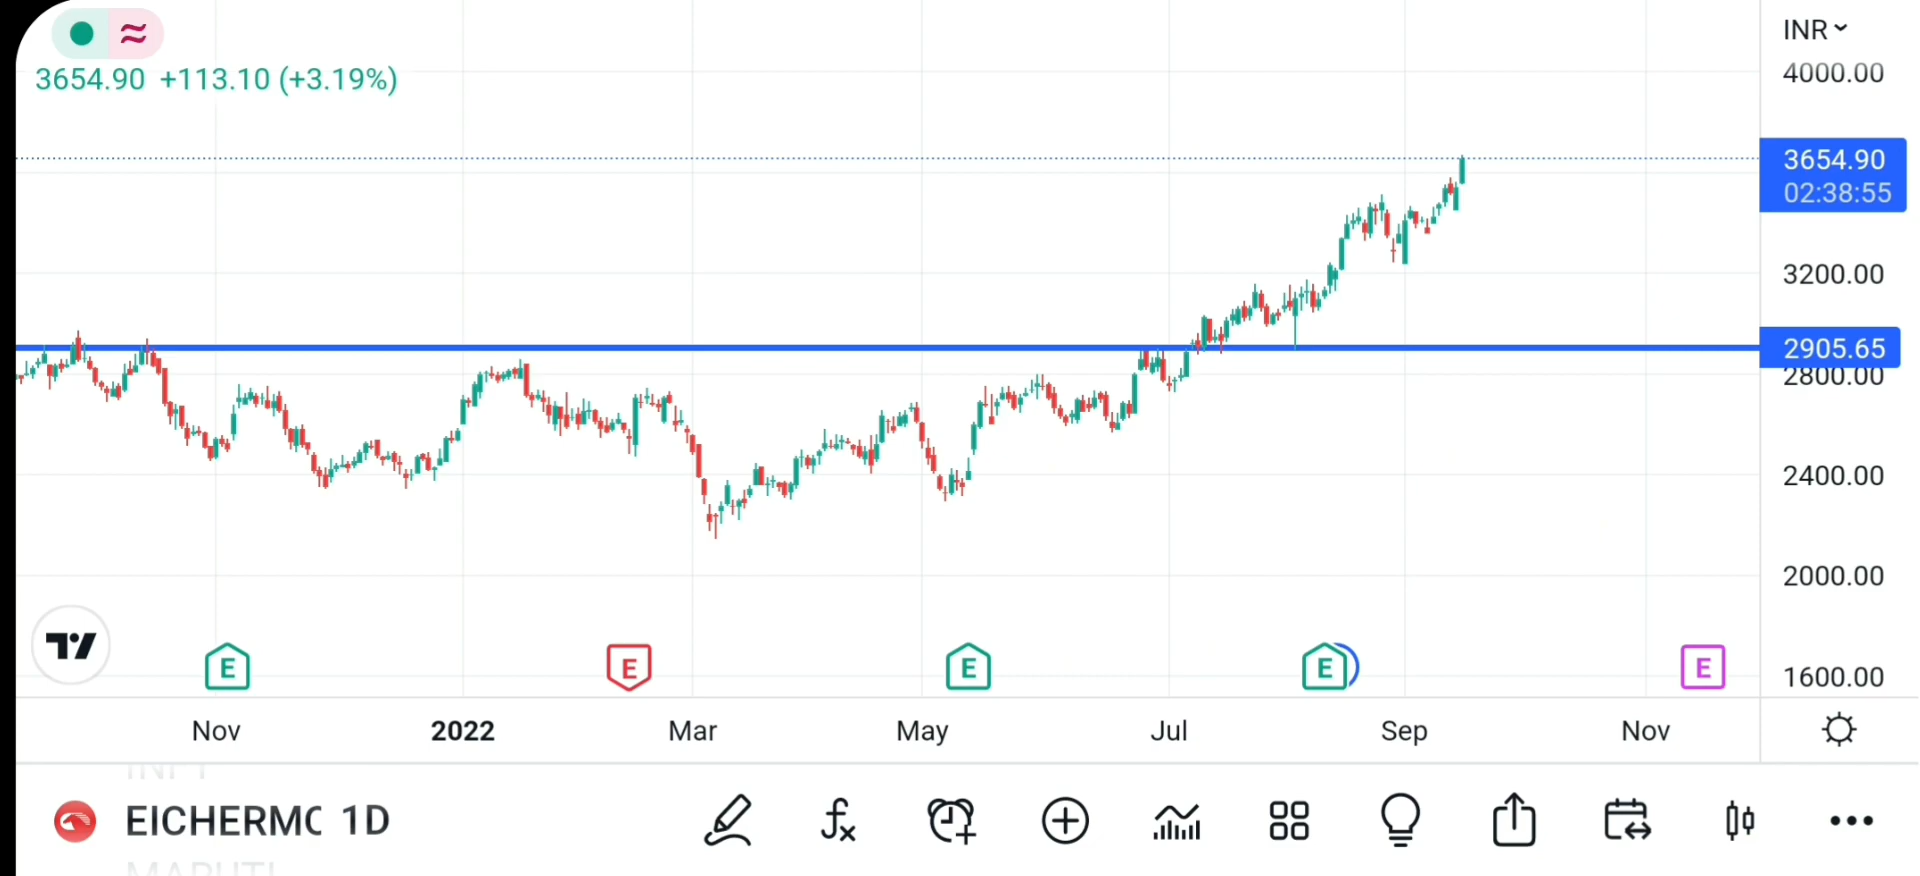 INR
3654.90 +113.10 (+3.19%)
4000.00
3654.90
02:38:55
3200.00
2905.65
2800.00
2400.00
2000.00
1600.00
E E E E E
Nov 2022 Mar May Jul Sep Nov
EICHERMO 1D